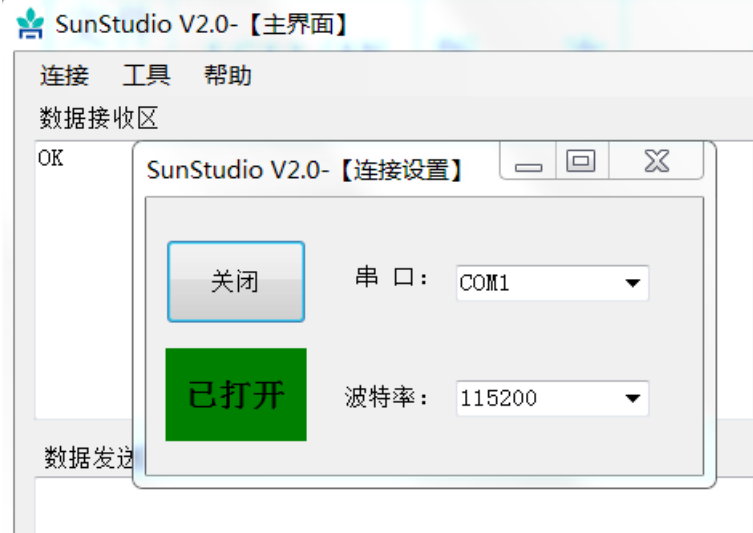 SunStudio V2.0-【主界面】
连接 工具 帮助
数据接收区
OK
SunStudio V2.0-【连接设置】
关闭 串 口： COM1
已打开 波特率： 115200
数据发送